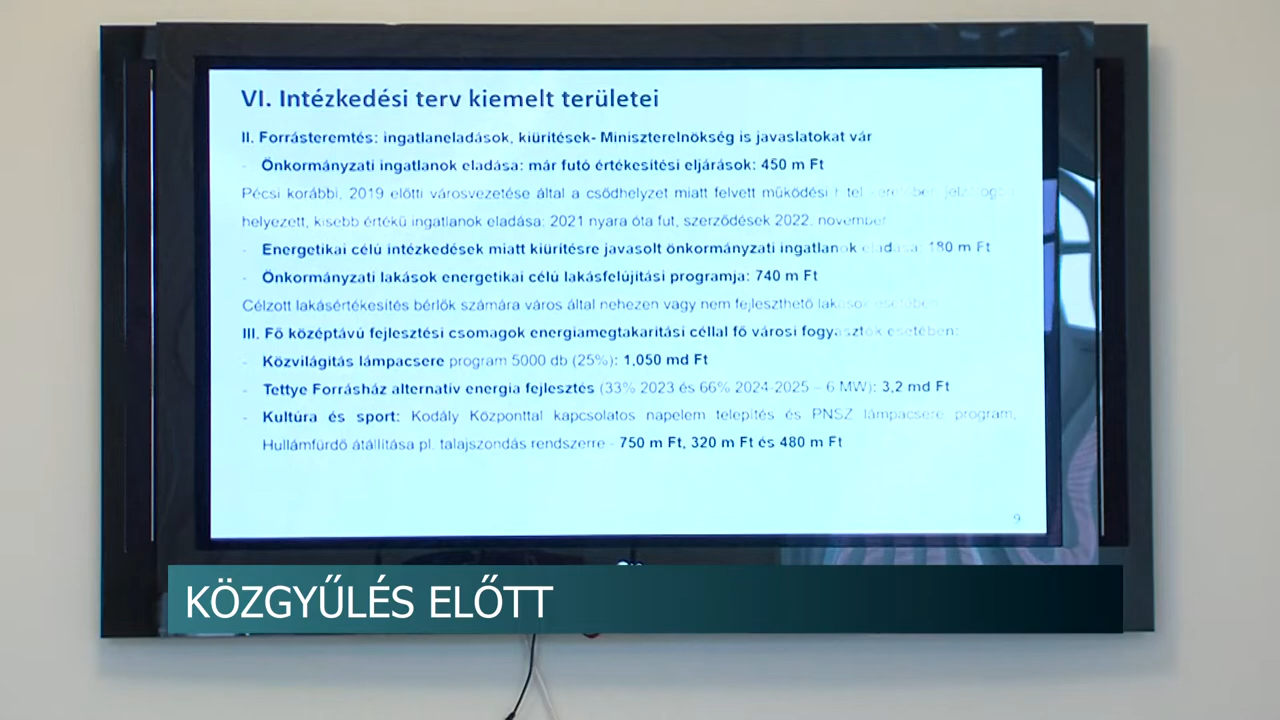 VI. Intézkedési terv kiemelt területei
II. Forrásteremtés: ingatlaneladások, kiürítések- Miniszterelnökség is javaslatokat vár
- Önkormányzati ingatlanok eladása: már futó értékesítési eljárások: 450 m Ft
Pécsi korábbi, 2019 előtti városvezetése által a csődhelyzet miatt felvett működési
helyezett, kisebb értékű ingatlanok eladása: 2021 nyara óta fut, szerződések 2022. november
- Energetikai célú intézkedések miatt kiürítésre javasolt önkormányzati ingatlanok eladása: 180 m Ft
- Önkormányzati lakások energetikai célú lakásfelújítási programja: 740 m Ft
Célzott lakásértékesítés bérlők számára város által nehezen vagy nem fejleszthető lakások esetében
III. Fő középtávú fejlesztési csomagok energiamegtakarítási céllal fő városi fogyasztók esetében:
- Közvilágítás lámpacsere program 5000 db (25%): 1,050 md Ft
- Tettye Forrásház alternatív energia fejlesztés (33% 2023 és 66% 2024-2025 – 6 MW): 3,2 md Ft
- Kultúra és sport: Kodály Központtal kapcsolatos napelem telepítés és PNSZ lámpacsere program,
Hullámfürdő átállítása pl. talajszondás rendszerre - 750 m Ft, 320 m Ft és 480 m Ft
9
KÖZGYŰLÉS ELŐTT